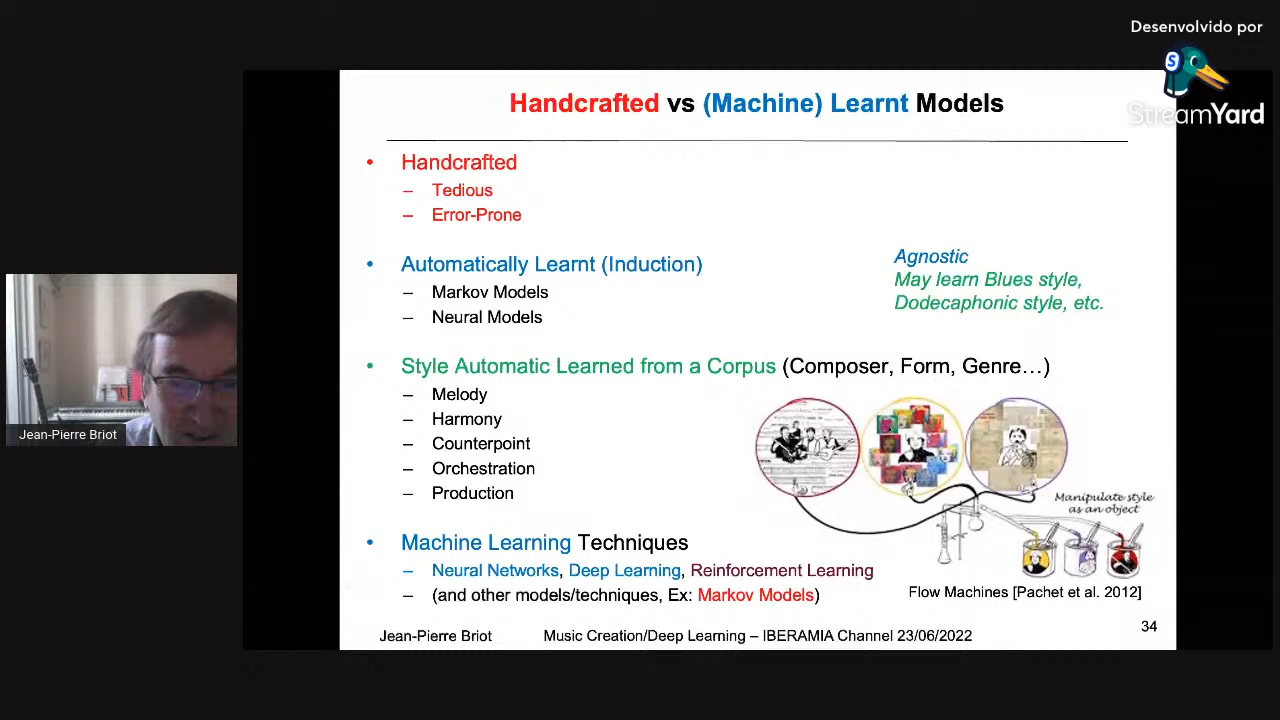 Desenvolvido por
S
StreamYard
Handcrafted vs (Machine) Learnt Models
• Handcrafted
– Tedious
– Error-Prone
• Automatically Learnt (Induction)
– Markov Models
– Neural Models
Agnostic
May learn Blues style,
Dodecaphonic style, etc.
• Style Automatic Learned from a Corpus (Composer, Form, Genre…)
– Melody
– Harmony
– Counterpoint
– Orchestration
– Production
Manipulate style
as an object
• Machine Learning Techniques
– Neural Networks, Deep Learning, Reinforcement Learning
– (and other models/techniques, Ex: Markov Models)
Flow Machines [Pachet et al. 2012]
Jean-Pierre Briot Music Creation/Deep Learning – IBERAMIA Channel 23/06/2022
34
Jean-Pierre Briot